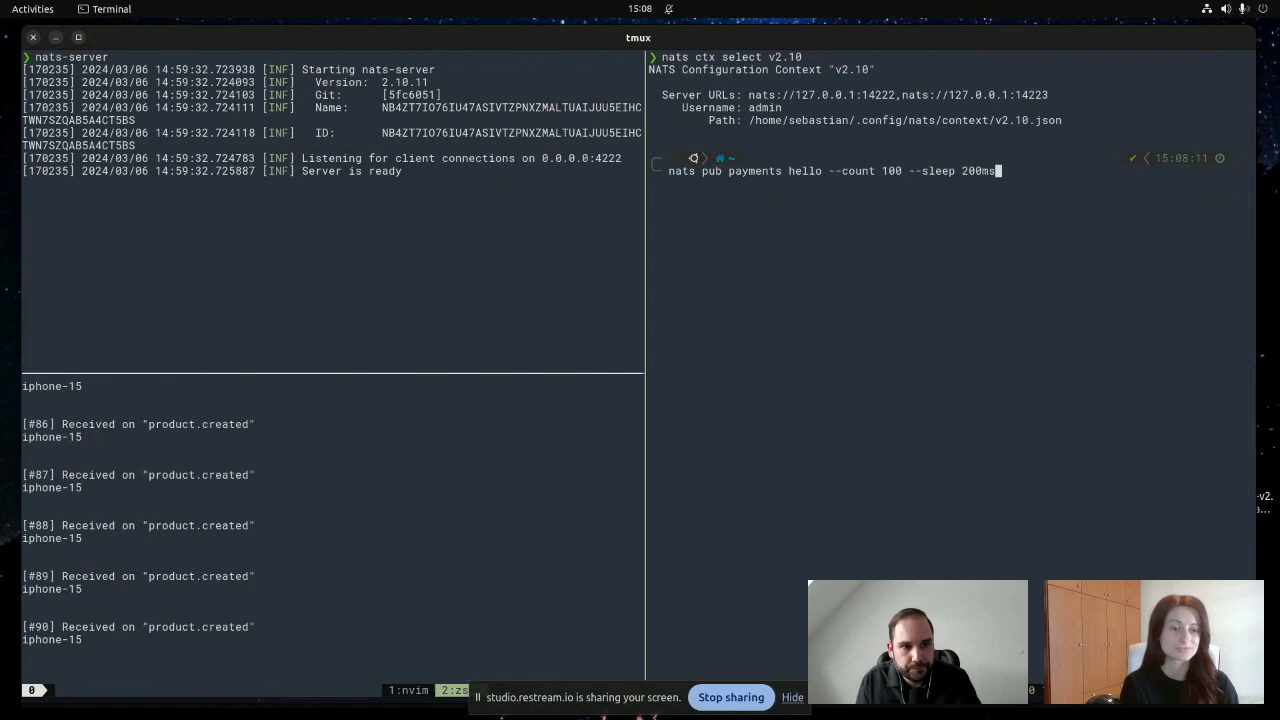 Activities
Terminal
15:08
tmux
❯ nats-server
[170235] 2024/03/06 14:59:32.723938 [INF] Starting nats-server
[170235] 2024/03/06 14:59:32.724093 [INF]   Version:  2.10.11
[170235] 2024/03/06 14:59:32.724103 [INF]   Git:      [5fc6051]
[170235] 2024/03/06 14:59:32.724111 [INF]   Name:     NB4ZT7IO76IU47ASIVTZPNXZMALTUAIJUU5EIHC
TWN7SZQAB5A4CT5BS
[170235] 2024/03/06 14:59:32.724118 [INF]   ID:       NB4ZT7IO76IU47ASIVTZPNXZMALTUAIJUU5EIHC
TWN7SZQAB5A4CT5BS
[170235] 2024/03/06 14:59:32.724783 [INF] Listening for client connections on 0.0.0.0:4222
[170235] 2024/03/06 14:59:32.725887 [INF] Server is ready
iphone-15
[#86] Received on "product.created"
iphone-15
[#87] Received on "product.created"
iphone-15
[#88] Received on "product.created"
iphone-15
[#89] Received on "product.created"
iphone-15
[#90] Received on "product.created"
iphone-15
❯ nats ctx select v2.10
NATS Configuration Context "v2.10"
Server URLs: nats://127.0.0.1:14222,nats://127.0.0.1:14223
Username: admin
Path: /home/sebastian/.config/nats/context/v2.10.json
~
✔ 15:08:11
nats pub payments hello --count 100 --sleep 200ms
-v2.
a...
0
1:nvim
2:zs
studio.restream.io is sharing your screen.
Stop sharing
Hide
0